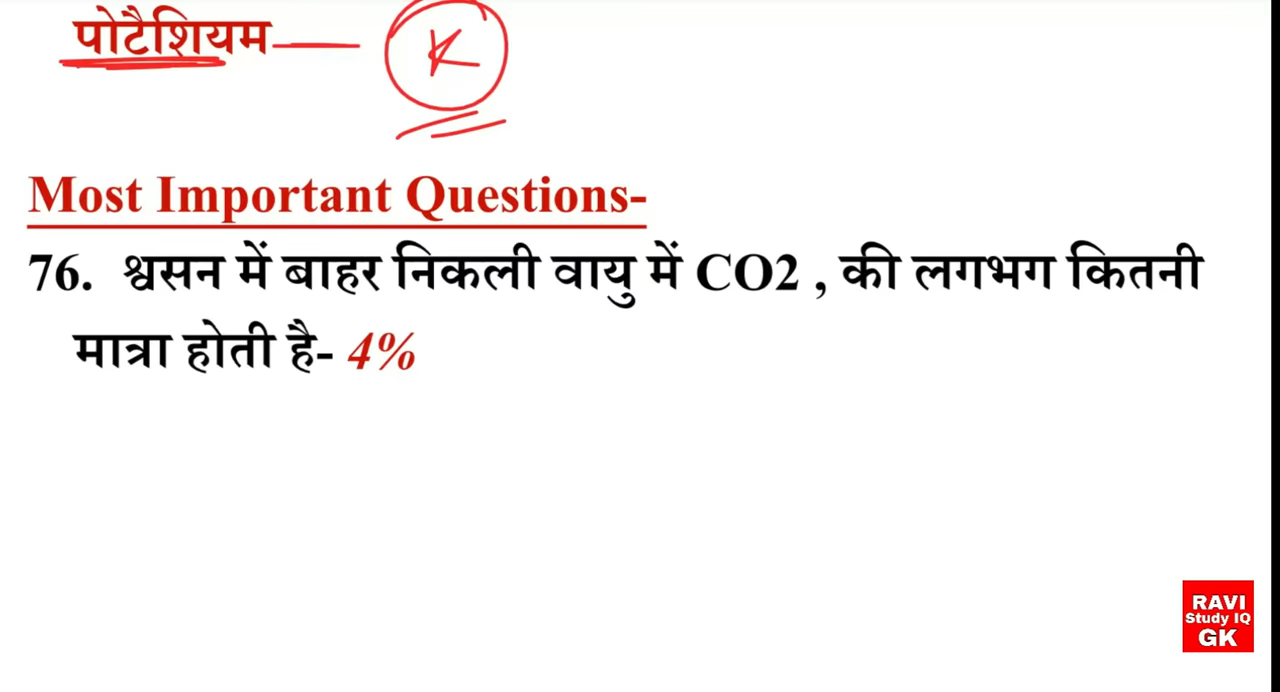 पोटैशियम K
Most Important Questions-
76. श्वसन में बाहर निकली वायु में CO2 , की लगभग कितनी
मात्रा होती है- 4%
RAVI
Study IQ
GK